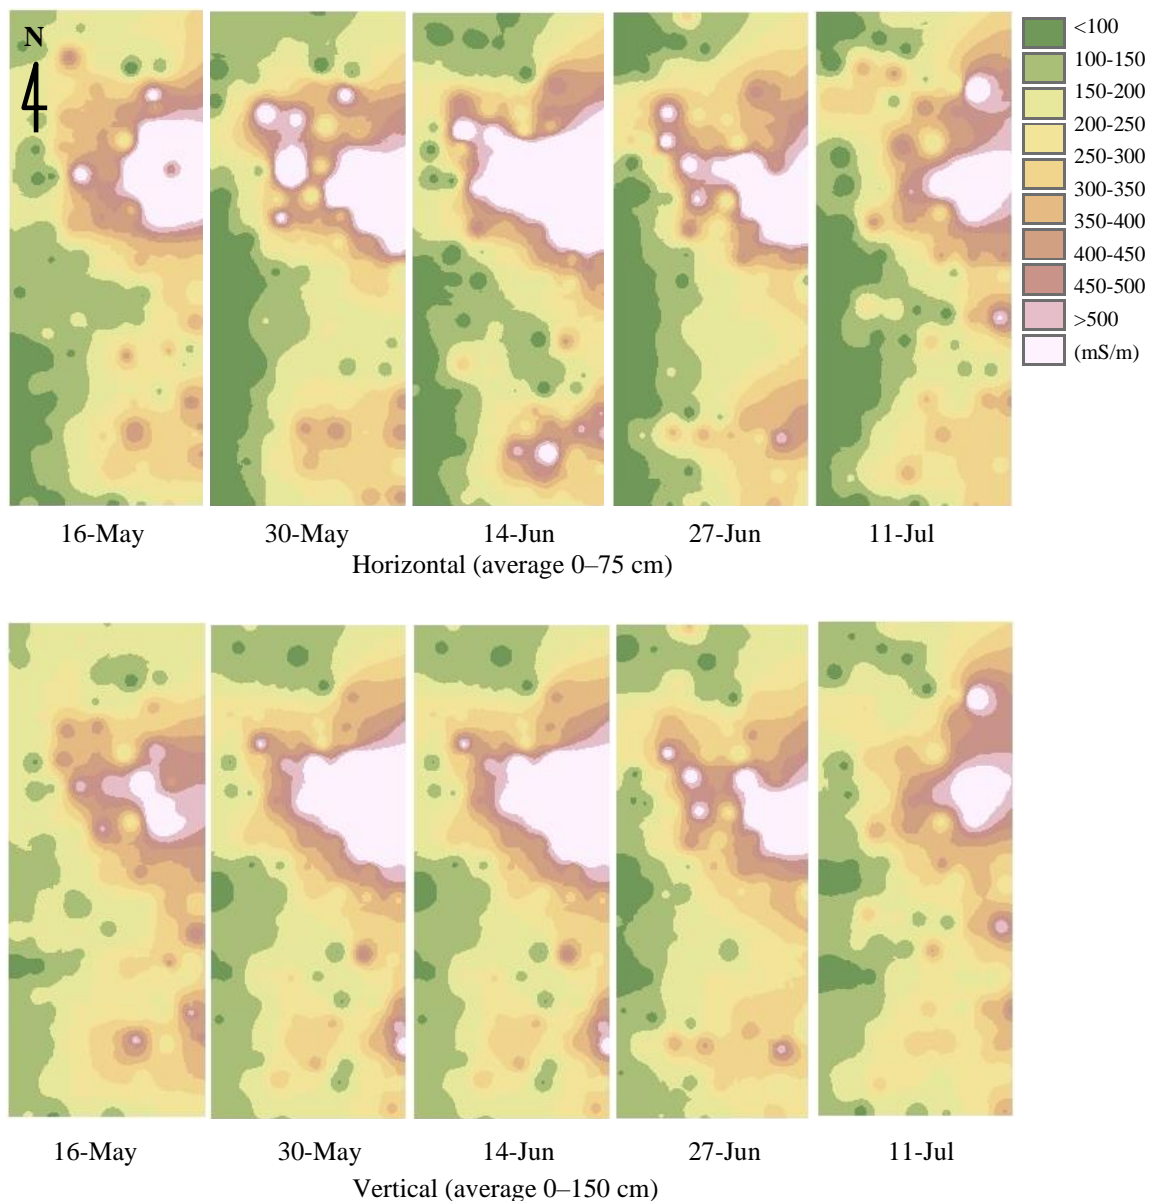 N
<100
100-150
150-200
200-250
250-300
300-350
350-400
400-450
450-500
>500
(mS/m)
16-May 30-May 14-Jun 27-Jun 11-Jul
Horizontal (average 0–75 cm)
16-May 30-May 14-Jun 27-Jun 11-Jul
Vertical (average 0–150 cm)